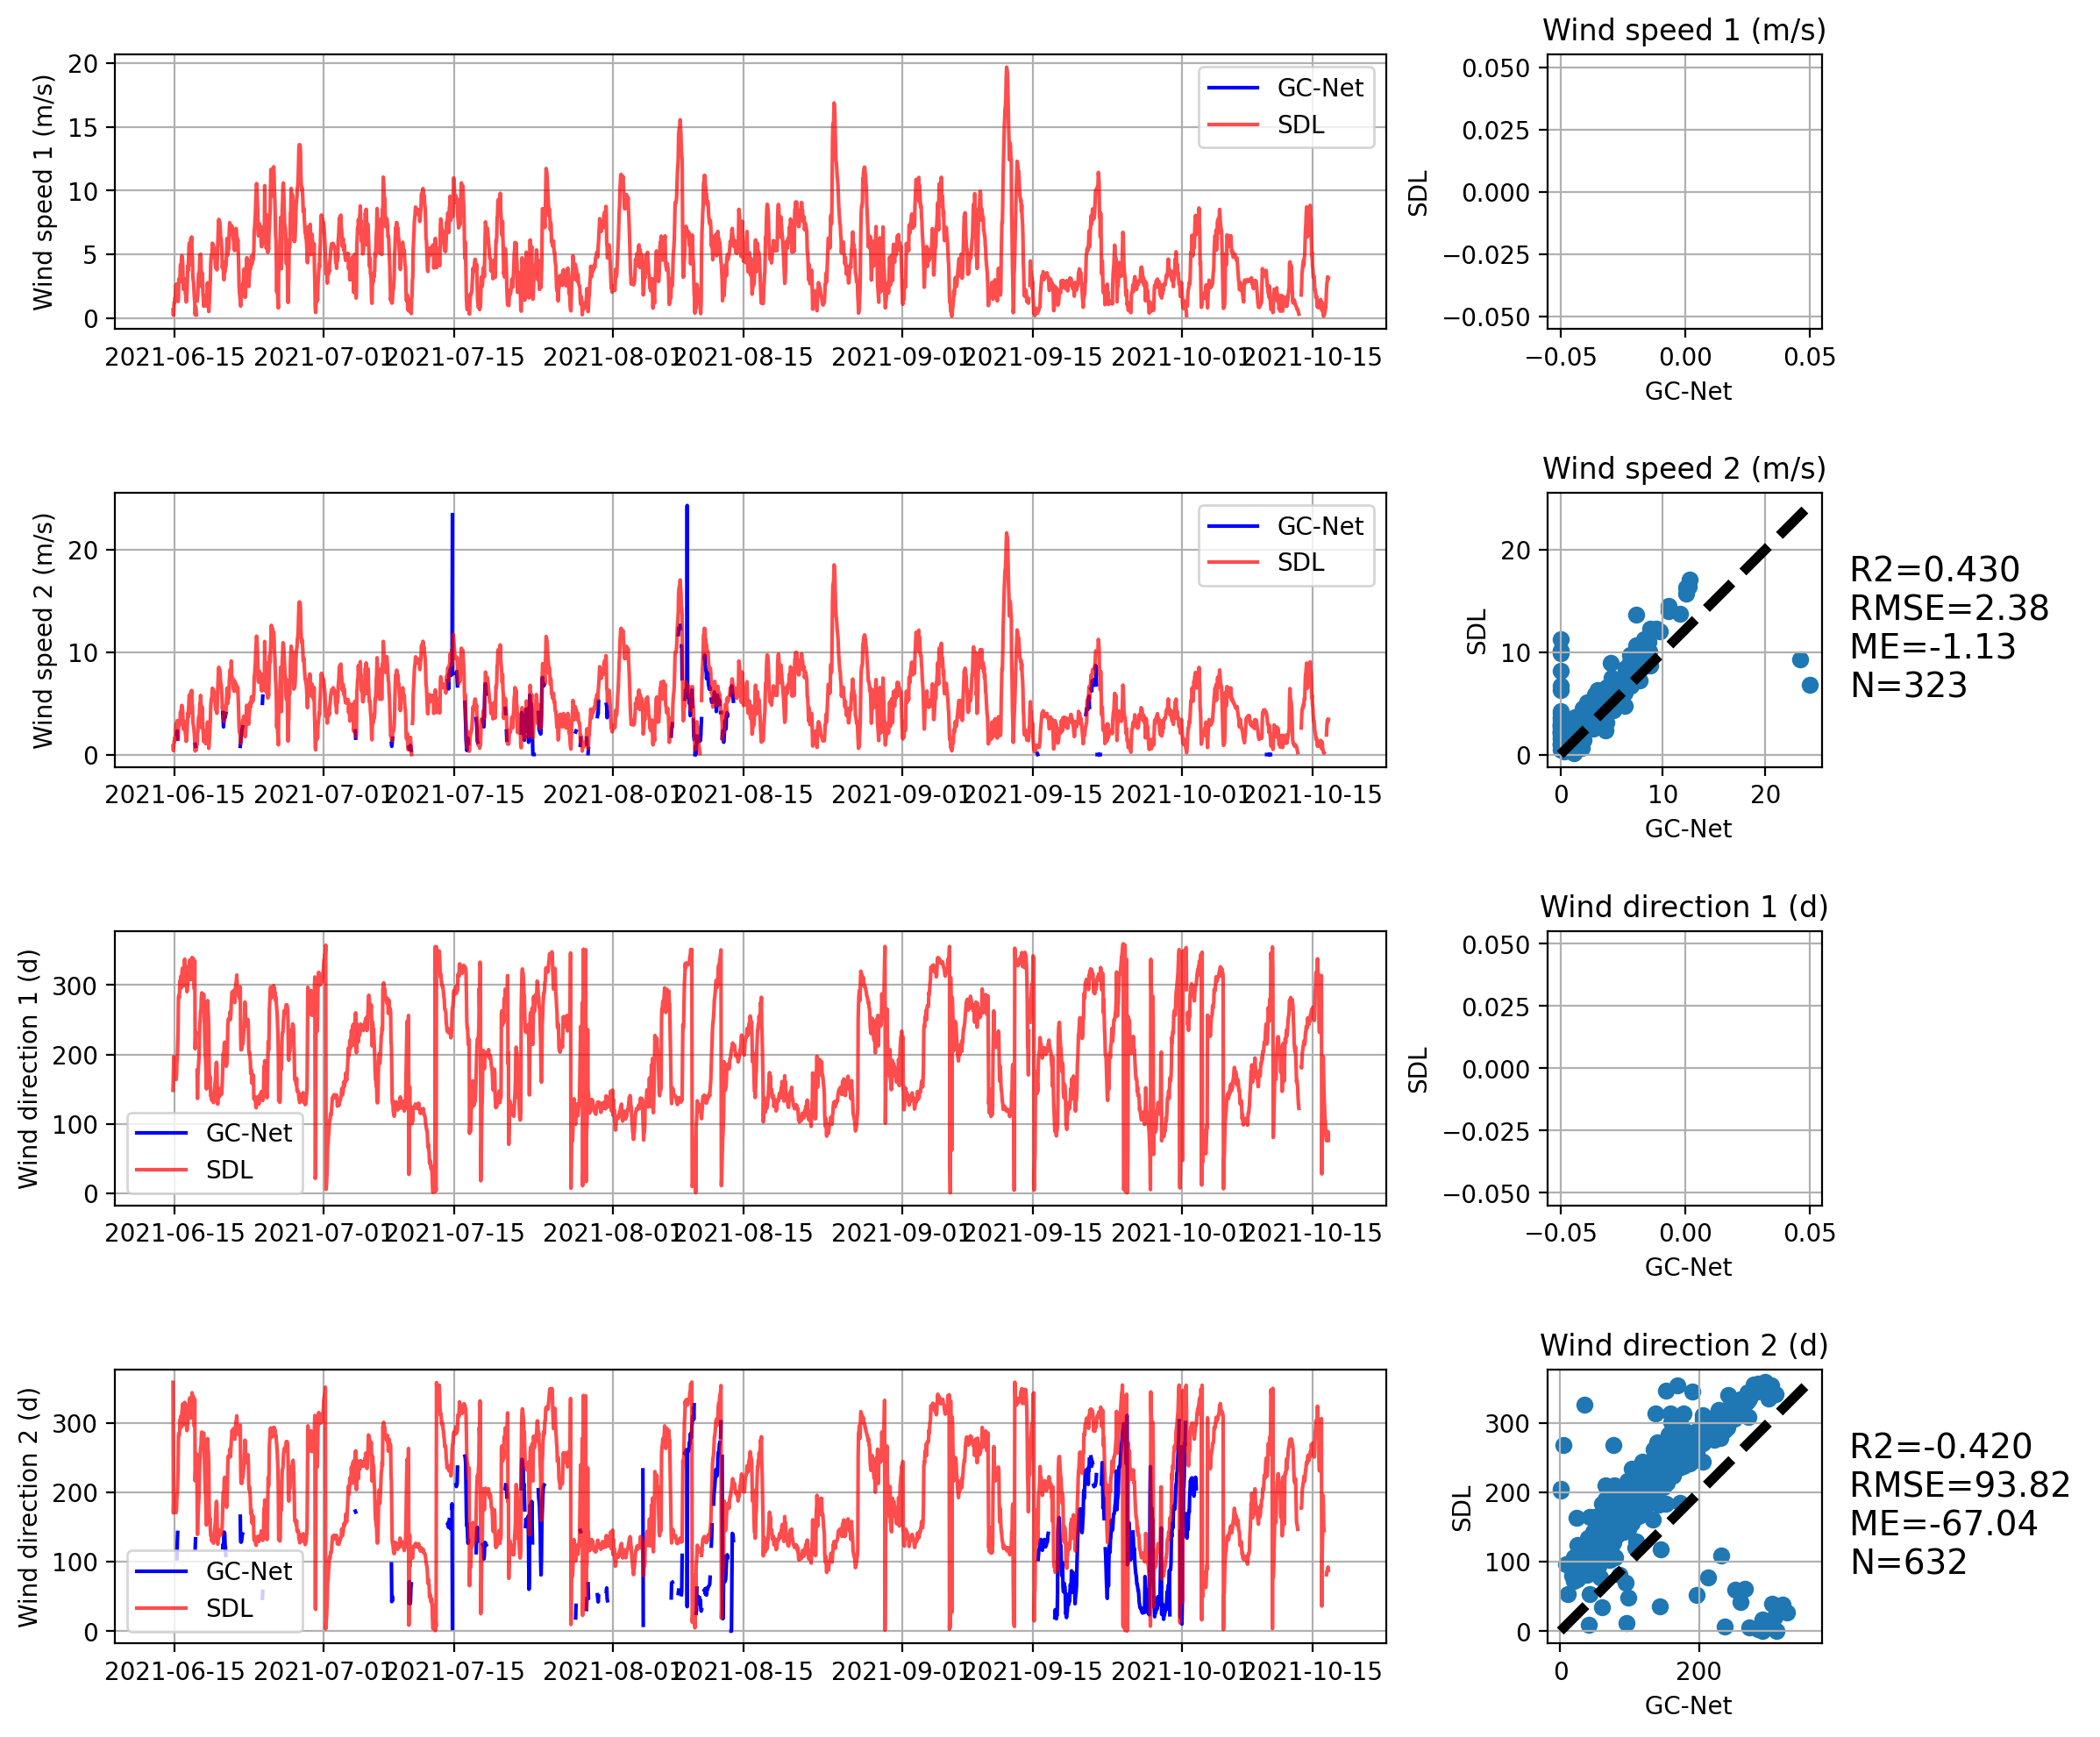 Wind speed 1 (m/s)
20
15
10
5
0
2021-06-15 2021-07-01 2021-07-15 2021-08-01 2021-08-15 2021-09-01 2021-09-15 2021-10-01 2021-10-15
GC-Net
SDL
Wind speed 1 (m/s)
SDL
0.050
0.025
0.000
−0.025
−0.050
−0.05 0.00 0.05
GC-Net
Wind speed 2 (m/s)
20
10
0
2021-06-15 2021-07-01 2021-07-15 2021-08-01 2021-08-15 2021-09-01 2021-09-15 2021-10-01 2021-10-15
GC-Net
SDL
Wind speed 2 (m/s)
SDL
20
10
0
0 10 20
GC-Net
R2=0.430
RMSE=2.38
ME=-1.13
N=323
Wind direction 1 (d)
300
200
100
0
2021-06-15 2021-07-01 2021-07-15 2021-08-01 2021-08-15 2021-09-01 2021-09-15 2021-10-01 2021-10-15
GC-Net
SDL
Wind direction 1 (d)
SDL
0.050
0.025
0.000
−0.025
−0.050
−0.05 0.00 0.05
GC-Net
Wind direction 2 (d)
300
200
100
0
2021-06-15 2021-07-01 2021-07-15 2021-08-01 2021-08-15 2021-09-01 2021-09-15 2021-10-01 2021-10-15
GC-Net
SDL
Wind direction 2 (d)
SDL
300
200
100
0
0 200
GC-Net
R2=-0.420
RMSE=93.82
ME=-67.04
N=632